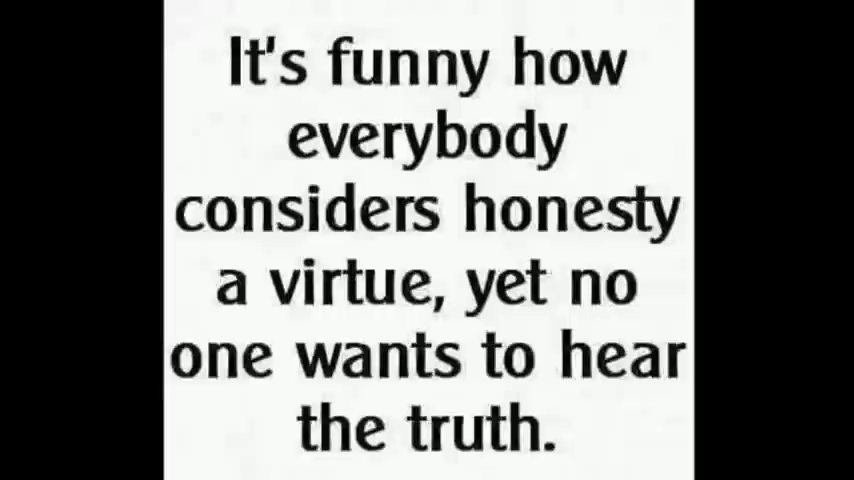 It's funny how
everybody
considers honesty
a virtue, yet no
one wants to hear
the truth.